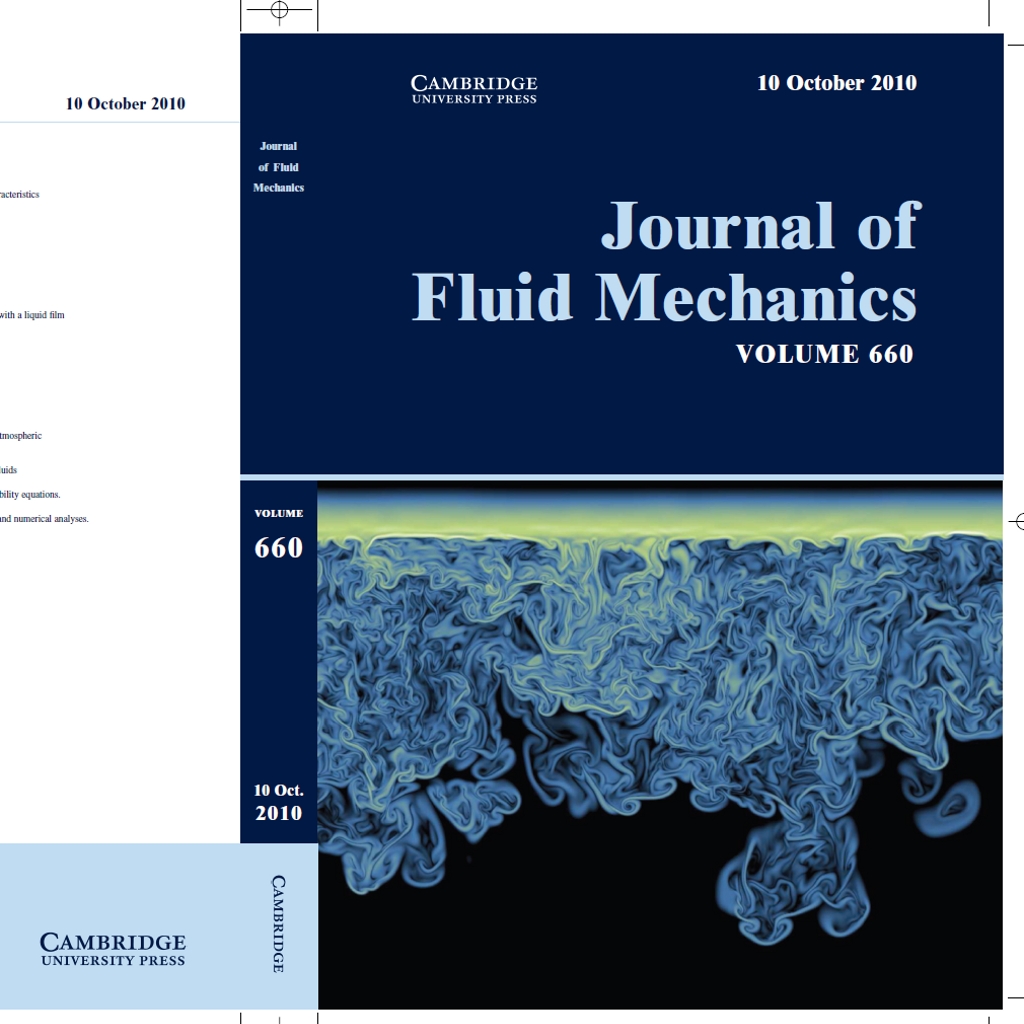 10 October 2010
racteristics
with a liquid film
tmospheric
luids
bility equations.
and numerical analyses.
CAMBRIDGE
UNIVERSITY PRESS
Journal
of Fluid
Mechanics
VOLUME
660
10 Oct.
2010
CAMBRIDGE
CAMBRIDGE
UNIVERSITY PRESS
10 October 2010
Journal of
Fluid Mechanics
VOLUME 660